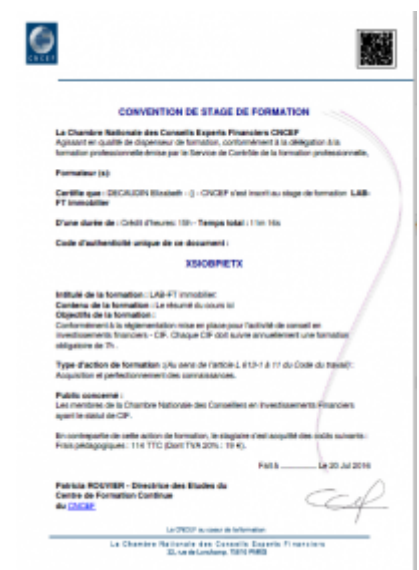 CNCEF
CONVENTION DE STAGE DE FORMATION
La Chambre Nationale des Conseils Experts Financiers CNCEF
Agissant en qualité de dispenseur de formation, conformément à la délégation à la
formation professionnelle émise par le Service de Contrôle de la formation professionnelle,
Formateur (s):
Certifie que : DECAUDIN Elisabeth - () - CNCEF s'est inscrit au stage de formation LAB-
FT Immobilier
D'une durée de : Crédit d'heures: 15h - Temps total : 11m 16s
Code d'authenticité unique de ce document :
XSIOBPIETX
Intitulé de la formation : LAB-FT immobilier.
Contenu de la formation : Le résumé du cours ici
Objectifs de la formation :
Conformément à la réglementation mise en place pour l'activité de conseil en
investissements financiers - CIF. Chaque CIF doit suivre annuellement une formation
obligatoire de 7h .
Type d'action de formation :(Au sens de l'article L 613-1 à 11 du Code du travail):
Acquisition et perfectionnement des connaissances.
Public concerné :
Les membres de la Chambre Nationale des Conseillers en Investissements Financiers
ayant le statut de CIF.
En contrepartie de cette action de formation, le stagiaire s'est acquitté des coûts suivants :
Frais pédagogiques : 114 TTC (Dont TVA 20% : 19 €).
Fait à Le 20 Jul 2016
Patricia ROUVIER - Directrice des Etudes du
Centre de Formation Continue
du CNCEF
Le CNCEF au coeur de l'information
La Chambre Nationale des Conseils Experts Financiers
22, rue de Longchamp, 75016 PARIS